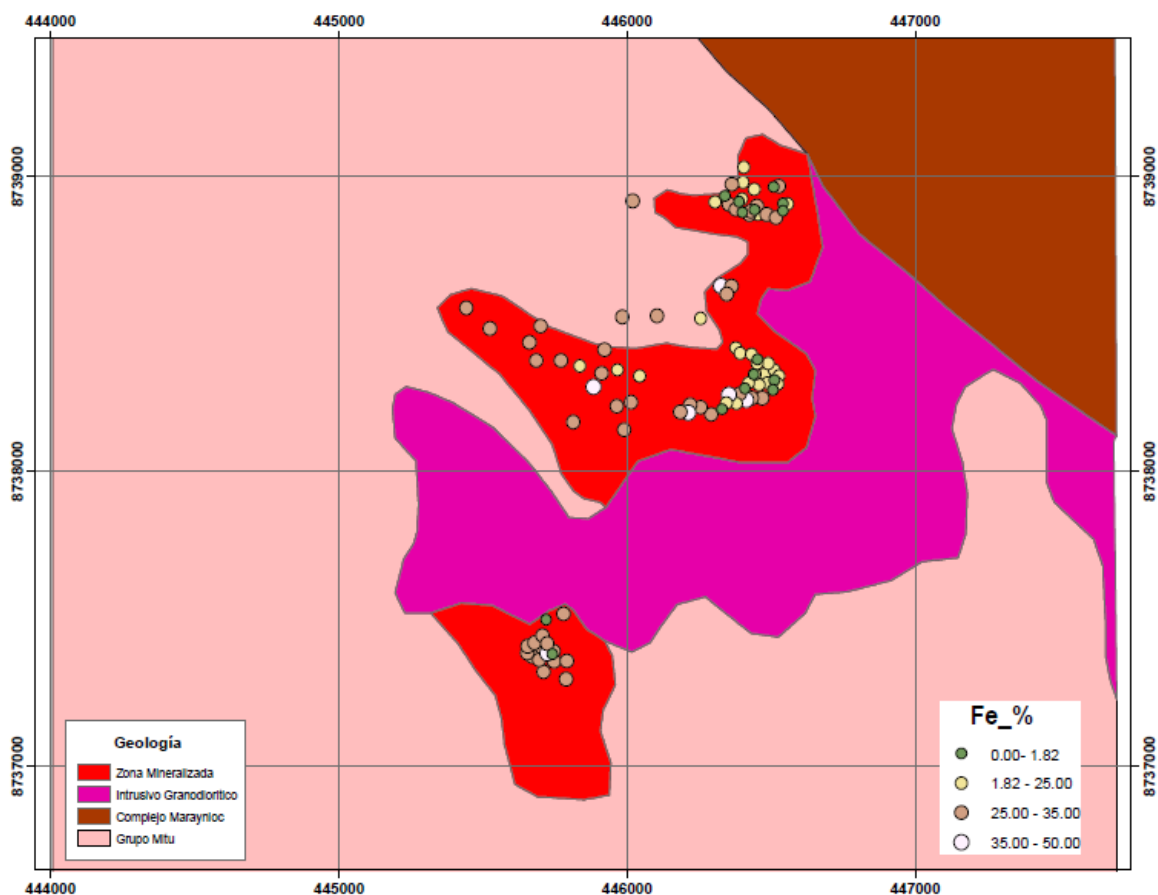 444000 445000 446000 447000
8739000 8739000
8738000 8738000
8737000 8737000
Geología
Zona Mineralizada
Intrusivo Granodiorítico
Complejo Maraynioc
Grupo Mitu
Fe_%
0.00- 1.82
1.82 - 25.00
25.00 - 35.00
35.00 - 50.00
444000 445000 446000 447000